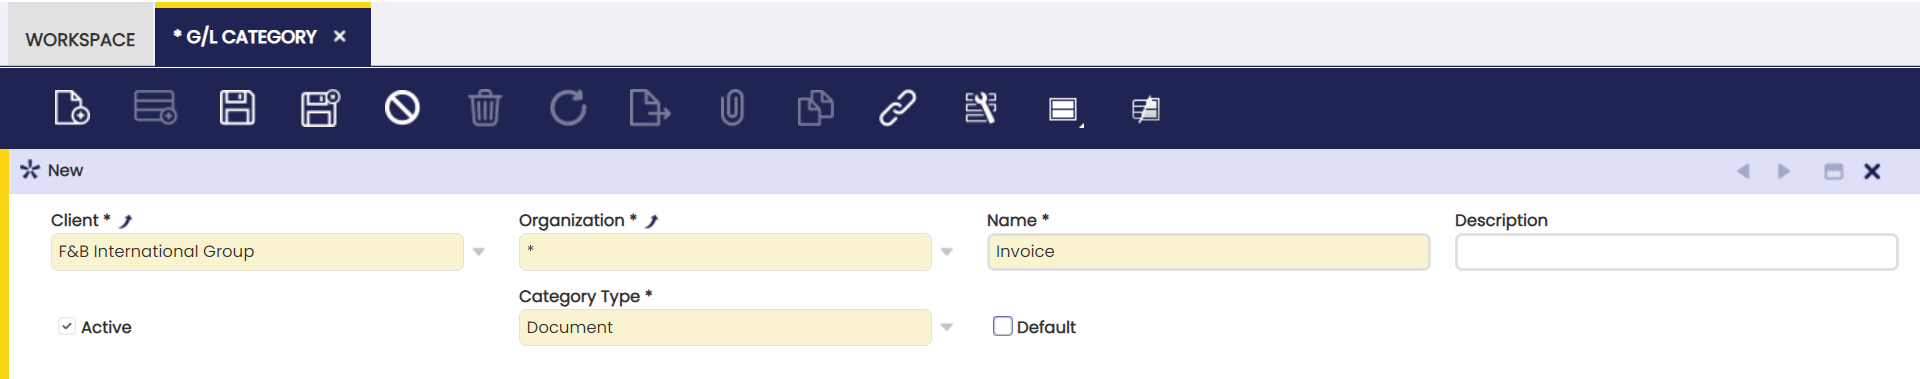 WORKSPACE
* G/L CATEGORY ×
New
Client *
Organization *
Name *
Description
F&B International Group
*
Invoice
Category Type *
Active
Document
Default